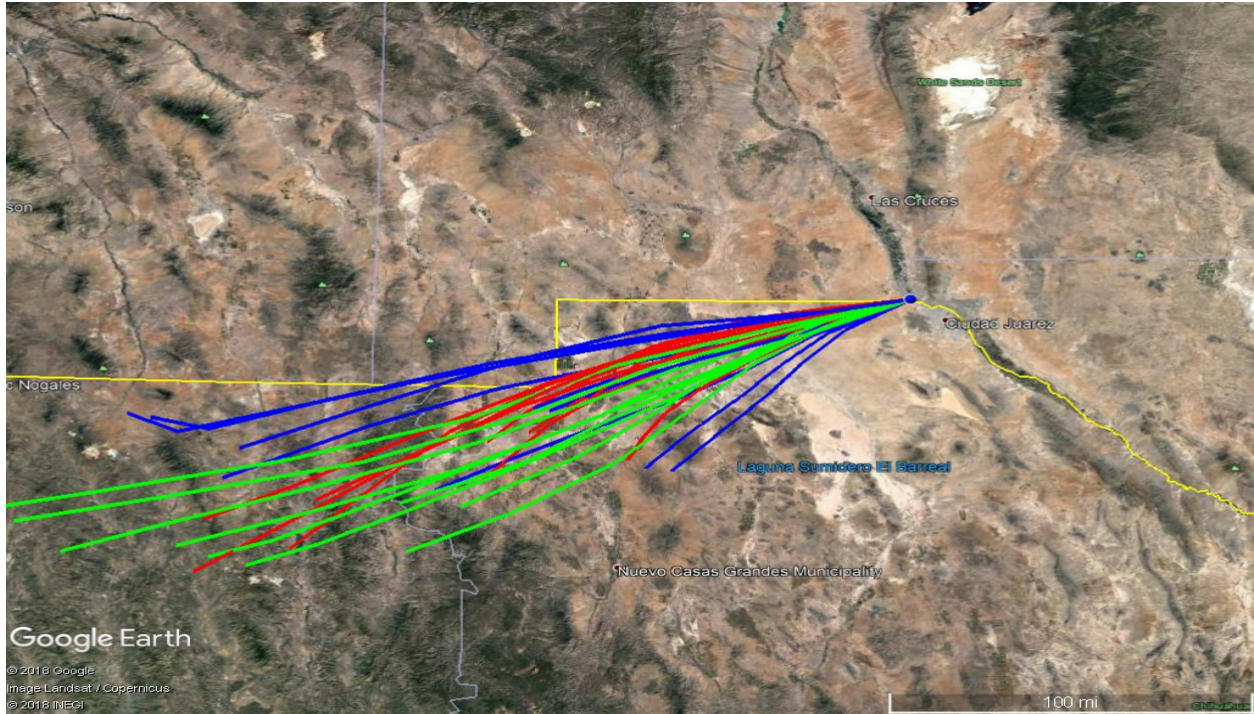 White Sands Desert
son
Las Cruces
Ciudad Juarez
c Nogales
Laguna Sumidero El Barreal
Nuevo Casas Grandes Municipality
Google Earth
© 2018 Google
Image Landsat / Copernicus
© 2018 INEGI
100 mi
Chihuahua